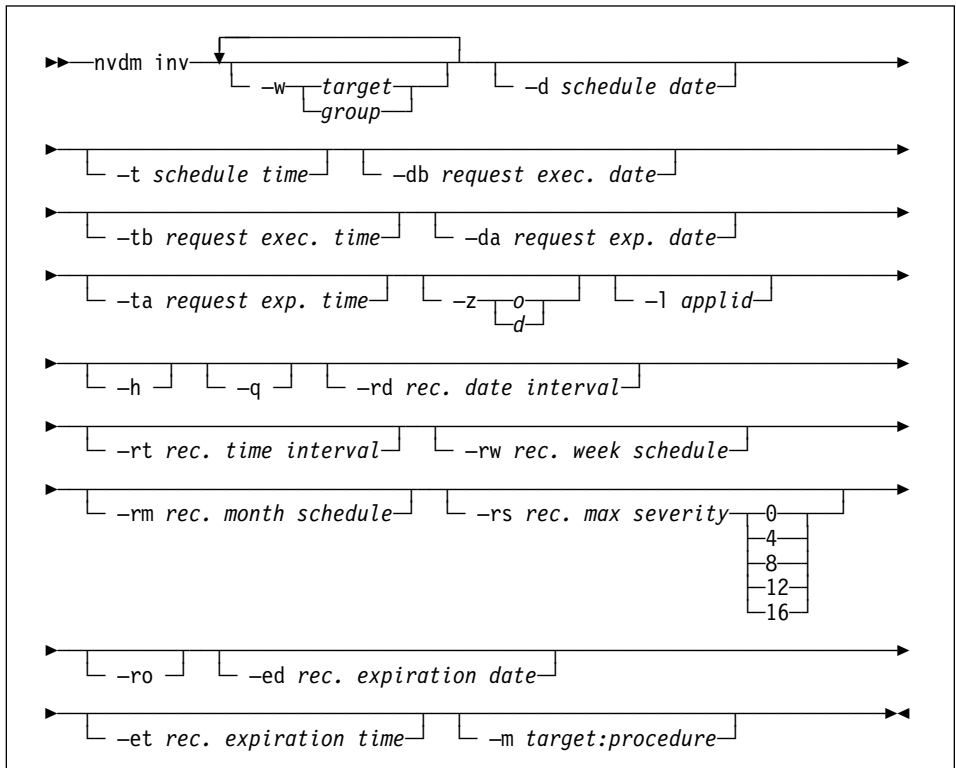 nvdm inv
–w target –d schedule date
group
–t schedule time –db request exec. date
–tb request exec. time –da request exp. date
–ta request exp. time –z o –l applid
d
–h –q –rd rec. date interval
–rt rec. time interval –rw rec. week schedule
–rm rec. month schedule –rs rec. max severity 0
4
8
12
16
–ro –ed rec. expiration date
–et rec. expiration time –m target:procedure